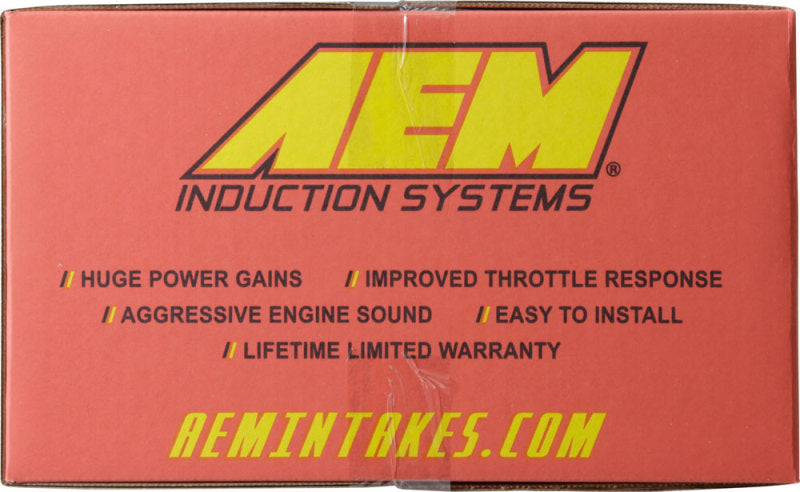 AEM®
INDUCTION SYSTEMS
// HUGE POWER GAINS // IMPROVED THROTTLE RESPONSE
// AGGRESSIVE ENGINE SOUND // EASY TO INSTALL
// LIFETIME LIMITED WARRANTY
AEMINTAKES.COM